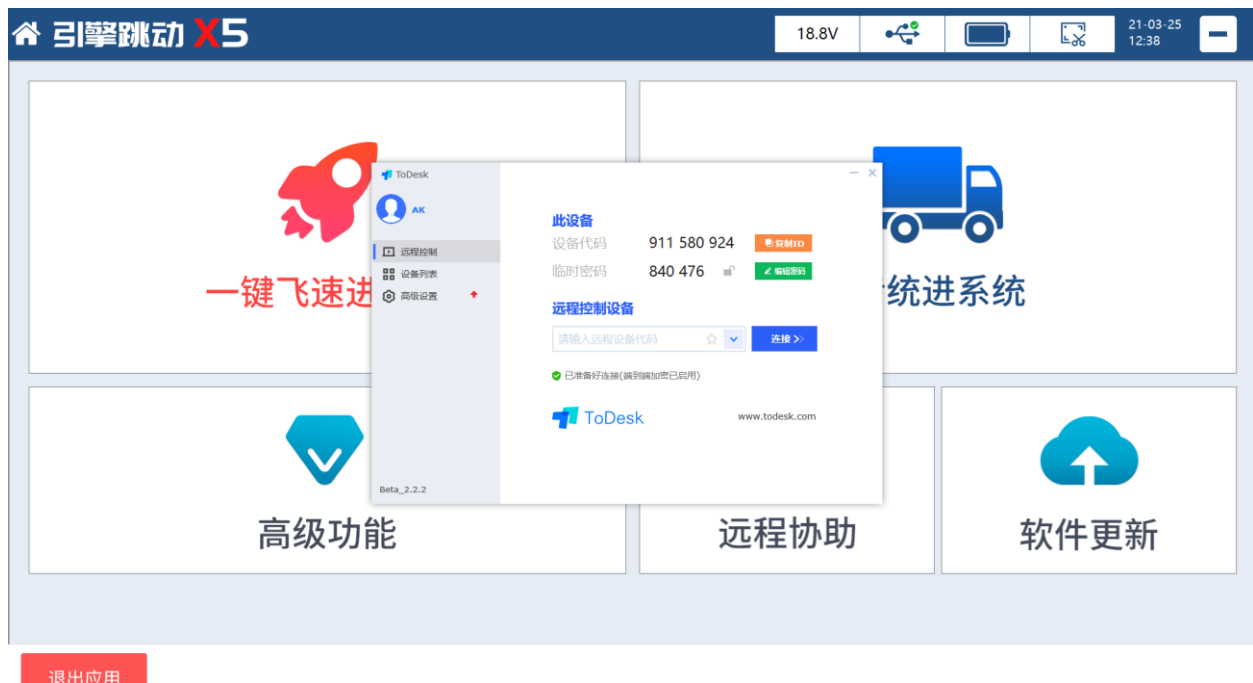 引擎跳动 X5
18.8V
21-03-25
12:38
一键飞速进
统进系统
ToDesk
AK
远程控制
设备列表
高级设置
Beta_2.2.2
此设备
设备代码 911 580 924 复制ID
临时密码 840 476 编辑密码
远程控制设备
请输入远程设备代码 连接
已准备好连接(端到端加密已启用)
ToDesk www.todesk.com
高级功能
远程协助
软件更新
退出应用